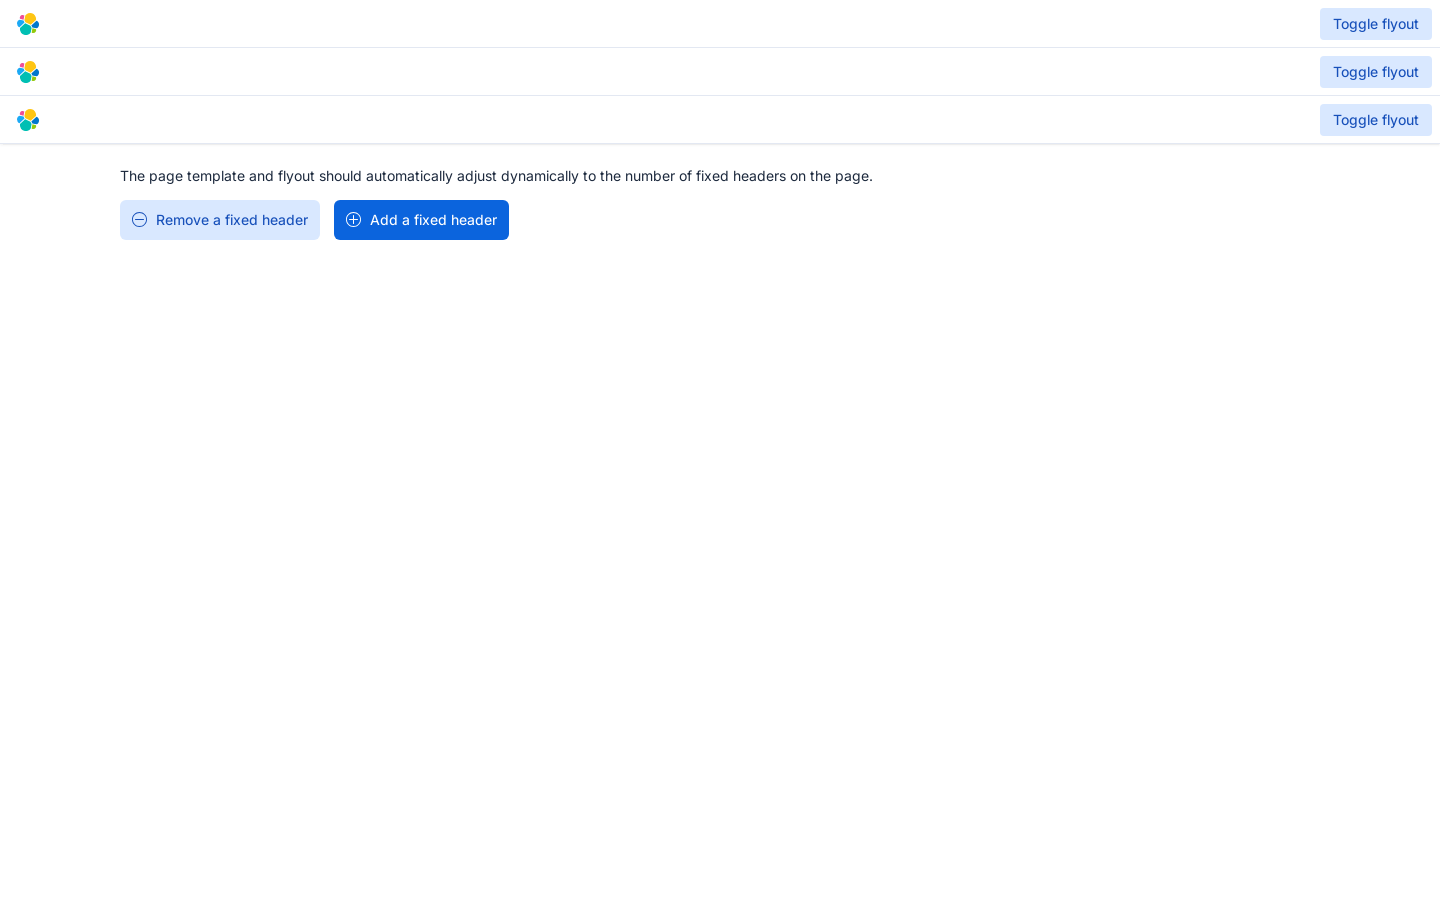 Toggle flyout
Toggle flyout
Toggle flyout
The page template and flyout should automatically adjust dynamically to the number of fixed headers on the page.
Remove a fixed header
Add a fixed header